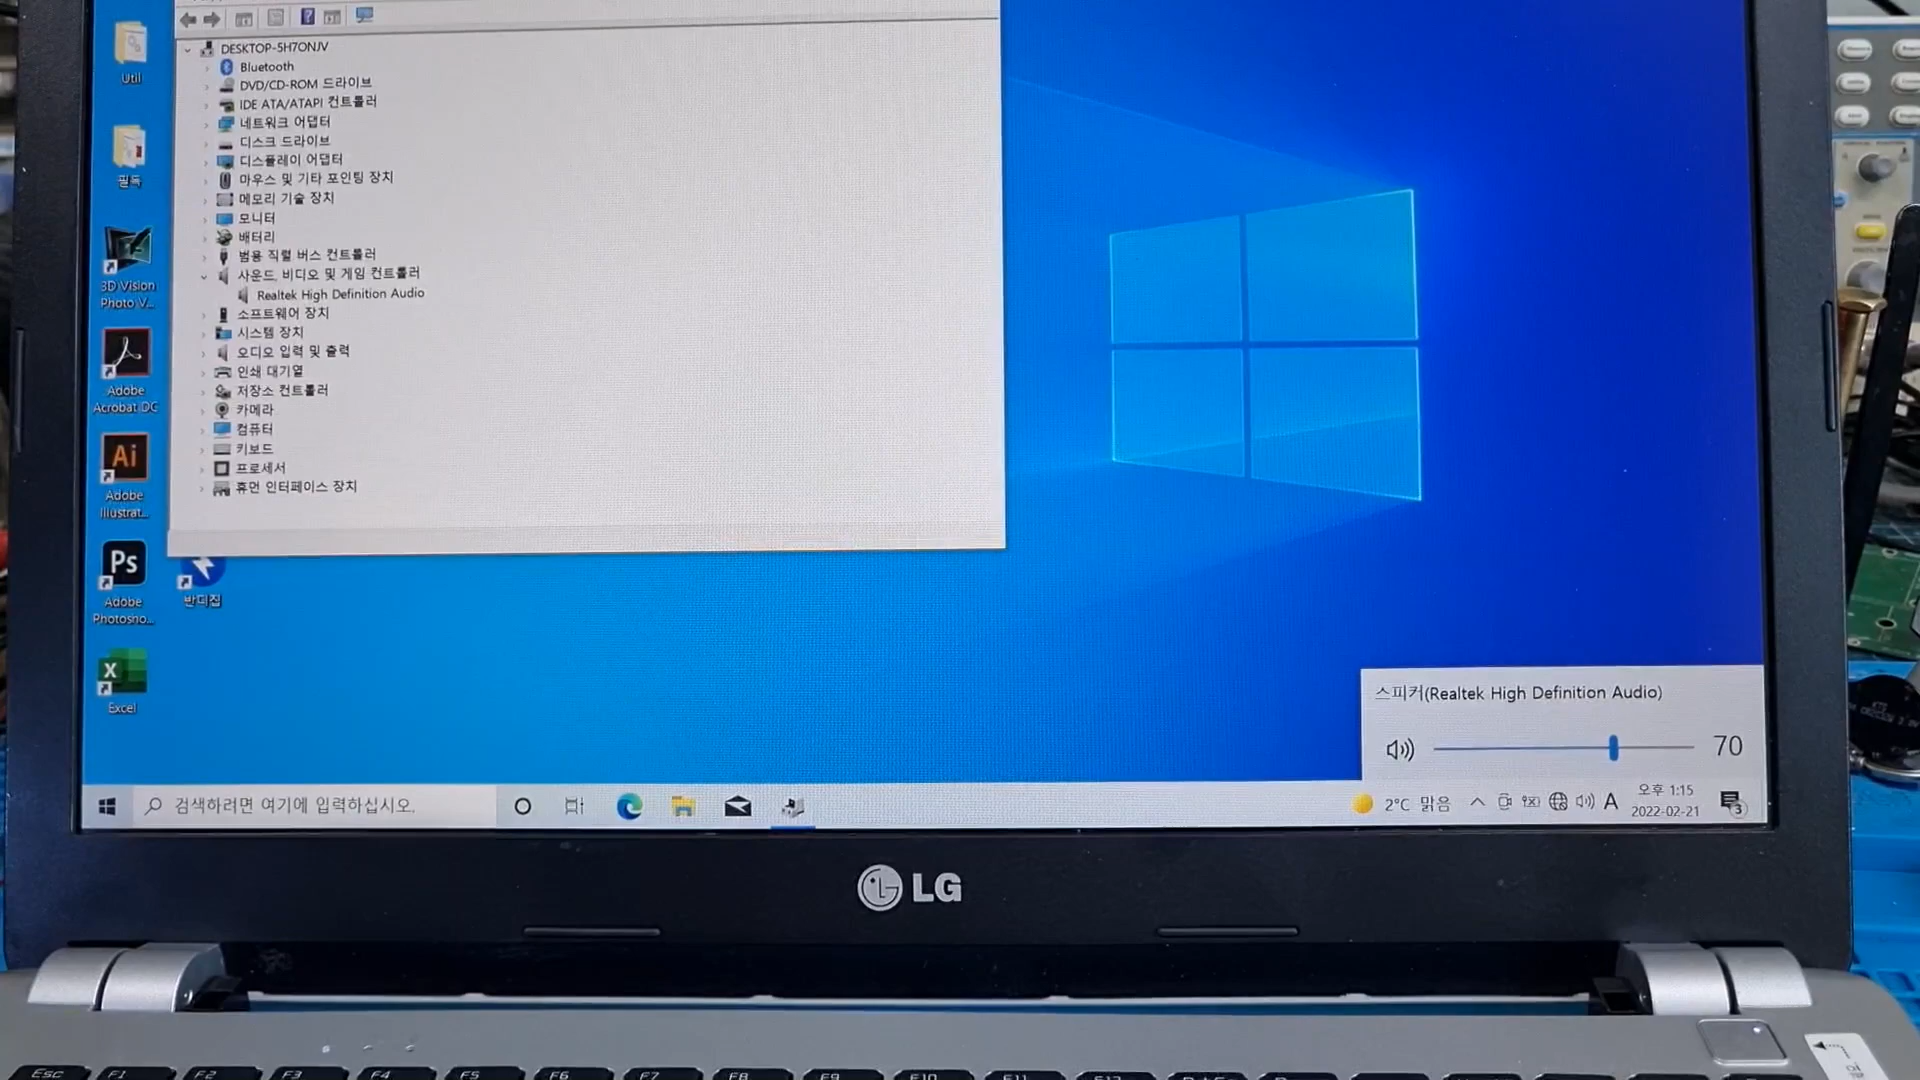 DESKTOP-5H7ONJV
Bluetooth
DVD/CD-ROM 드라이브
IDE ATA/ATAPI 컨트롤러
네트워크 어댑터
디스크 드라이브
디스플레이 어댑터
마우스 및 기타 포인팅 장치
메모리 기술 장치
모니터
배터리
범용 직렬 버스 컨트롤러
사운드, 비디오 및 게임 컨트롤러
Realtek High Definition Audio
소프트웨어 장치
시스템 장치
오디오 입력 및 출력
인쇄 대기열
저장소 컨트롤러
카메라
컴퓨터
키보드
프로세서
휴먼 인터페이스 장치
Util
필독
3D Vision
Photo V...
Adobe
Acrobat DC
Ai
Adobe
Illustrat...
Ps
Adobe
Photosho...
반디집
X
Excel
스피커(Realtek High Definition Audio)
70
검색하려면 여기에 입력하십시오.
2°C 맑음
A
오후 1:15
2022-02-21
3
LG
Esc F1 F2 F3 F4 F5 F6 F7 F8 F9 F10 F11 F12